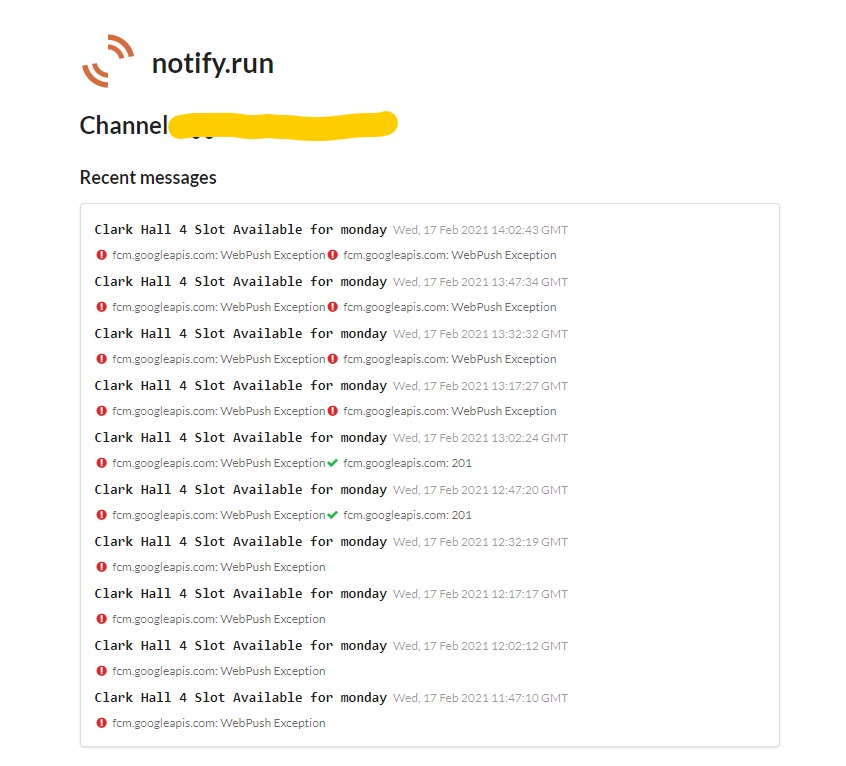 notify.run
Channel
Recent messages
Clark Hall 4 Slot Available for monday Wed, 17 Feb 2021 14:02:43 GMT
fcm.googleapis.com: WebPush Exception fcm.googleapis.com: WebPush Exception
Clark Hall 4 Slot Available for monday Wed, 17 Feb 2021 13:47:34 GMT
fcm.googleapis.com: WebPush Exception fcm.googleapis.com: WebPush Exception
Clark Hall 4 Slot Available for monday Wed, 17 Feb 2021 13:32:32 GMT
fcm.googleapis.com: WebPush Exception fcm.googleapis.com: WebPush Exception
Clark Hall 4 Slot Available for monday Wed, 17 Feb 2021 13:17:27 GMT
fcm.googleapis.com: WebPush Exception fcm.googleapis.com: WebPush Exception
Clark Hall 4 Slot Available for monday Wed, 17 Feb 2021 13:02:24 GMT
fcm.googleapis.com: WebPush Exception fcm.googleapis.com: 201
Clark Hall 4 Slot Available for monday Wed, 17 Feb 2021 12:47:20 GMT
fcm.googleapis.com: WebPush Exception fcm.googleapis.com: 201
Clark Hall 4 Slot Available for monday Wed, 17 Feb 2021 12:32:19 GMT
fcm.googleapis.com: WebPush Exception
Clark Hall 4 Slot Available for monday Wed, 17 Feb 2021 12:17:17 GMT
fcm.googleapis.com: WebPush Exception
Clark Hall 4 Slot Available for monday Wed, 17 Feb 2021 12:02:12 GMT
fcm.googleapis.com: WebPush Exception
Clark Hall 4 Slot Available for monday Wed, 17 Feb 2021 11:47:10 GMT
fcm.googleapis.com: WebPush Exception